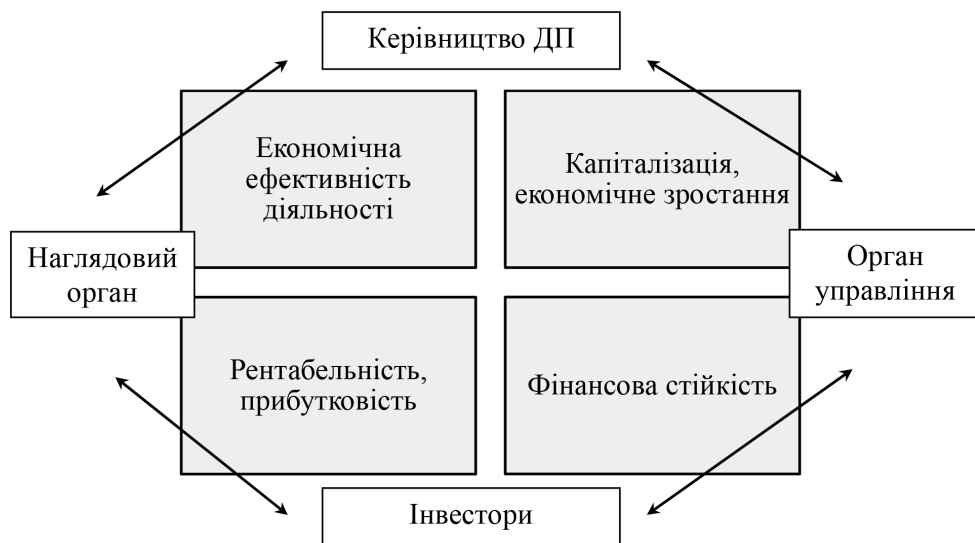 Керівництво ДП
Економічна
ефективність
діяльності
Капіталізація,
економічне зростання
Наглядовий
орган
Орган
управління
Рентабельність,
прибутковість
Фінансова стійкість
Інвестори